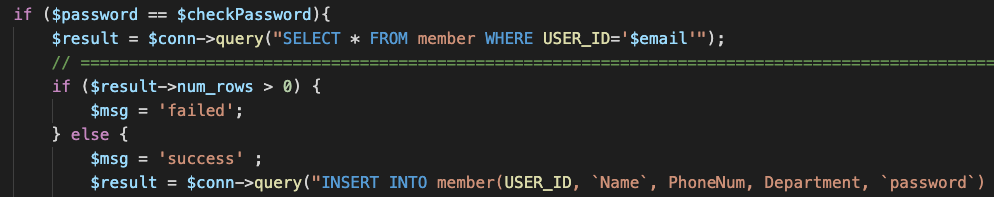 if ($password == $checkPassword){
$result = $conn->query("SELECT * FROM member WHERE USER_ID='$email'");
// ===============================================================================================
if ($result->num_rows > 0) {
$msg = 'failed';
} else {
$msg = 'success' ;
$result = $conn->query("INSERT INTO member(USER_ID, `Name`, PhoneNum, Department, `password`)